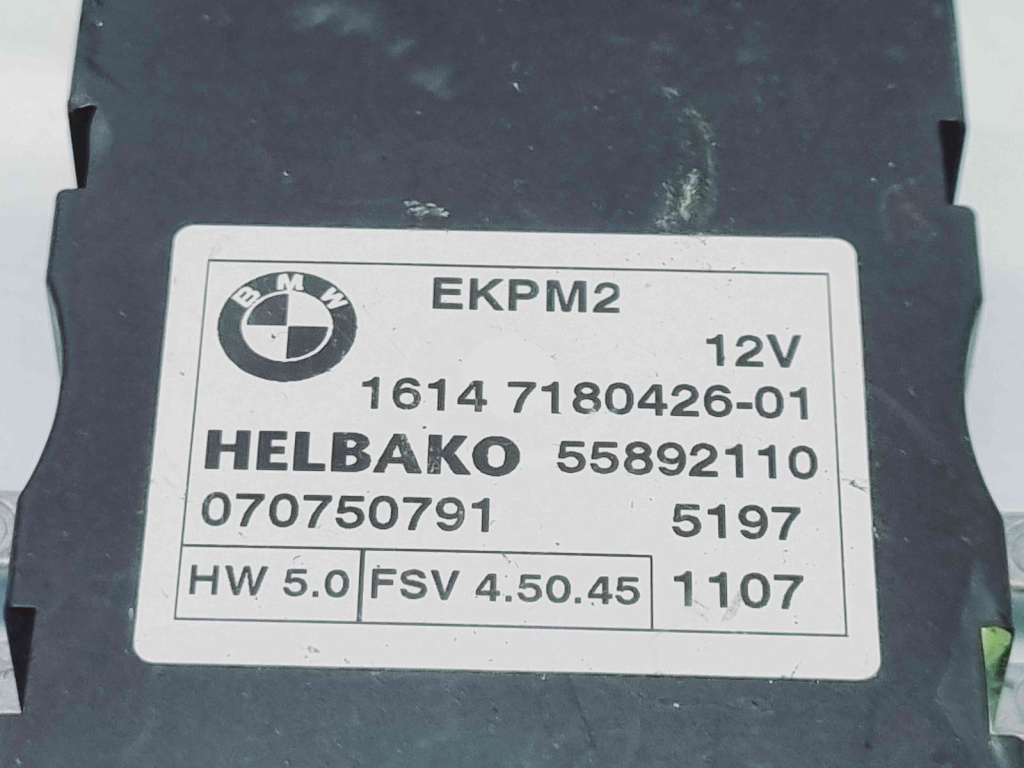 BMW
EKPM2
12V
1614 7180426-01
HELBAKO 55892110
070750791 5197
HW 5.0 FSV 4.50.45 1107